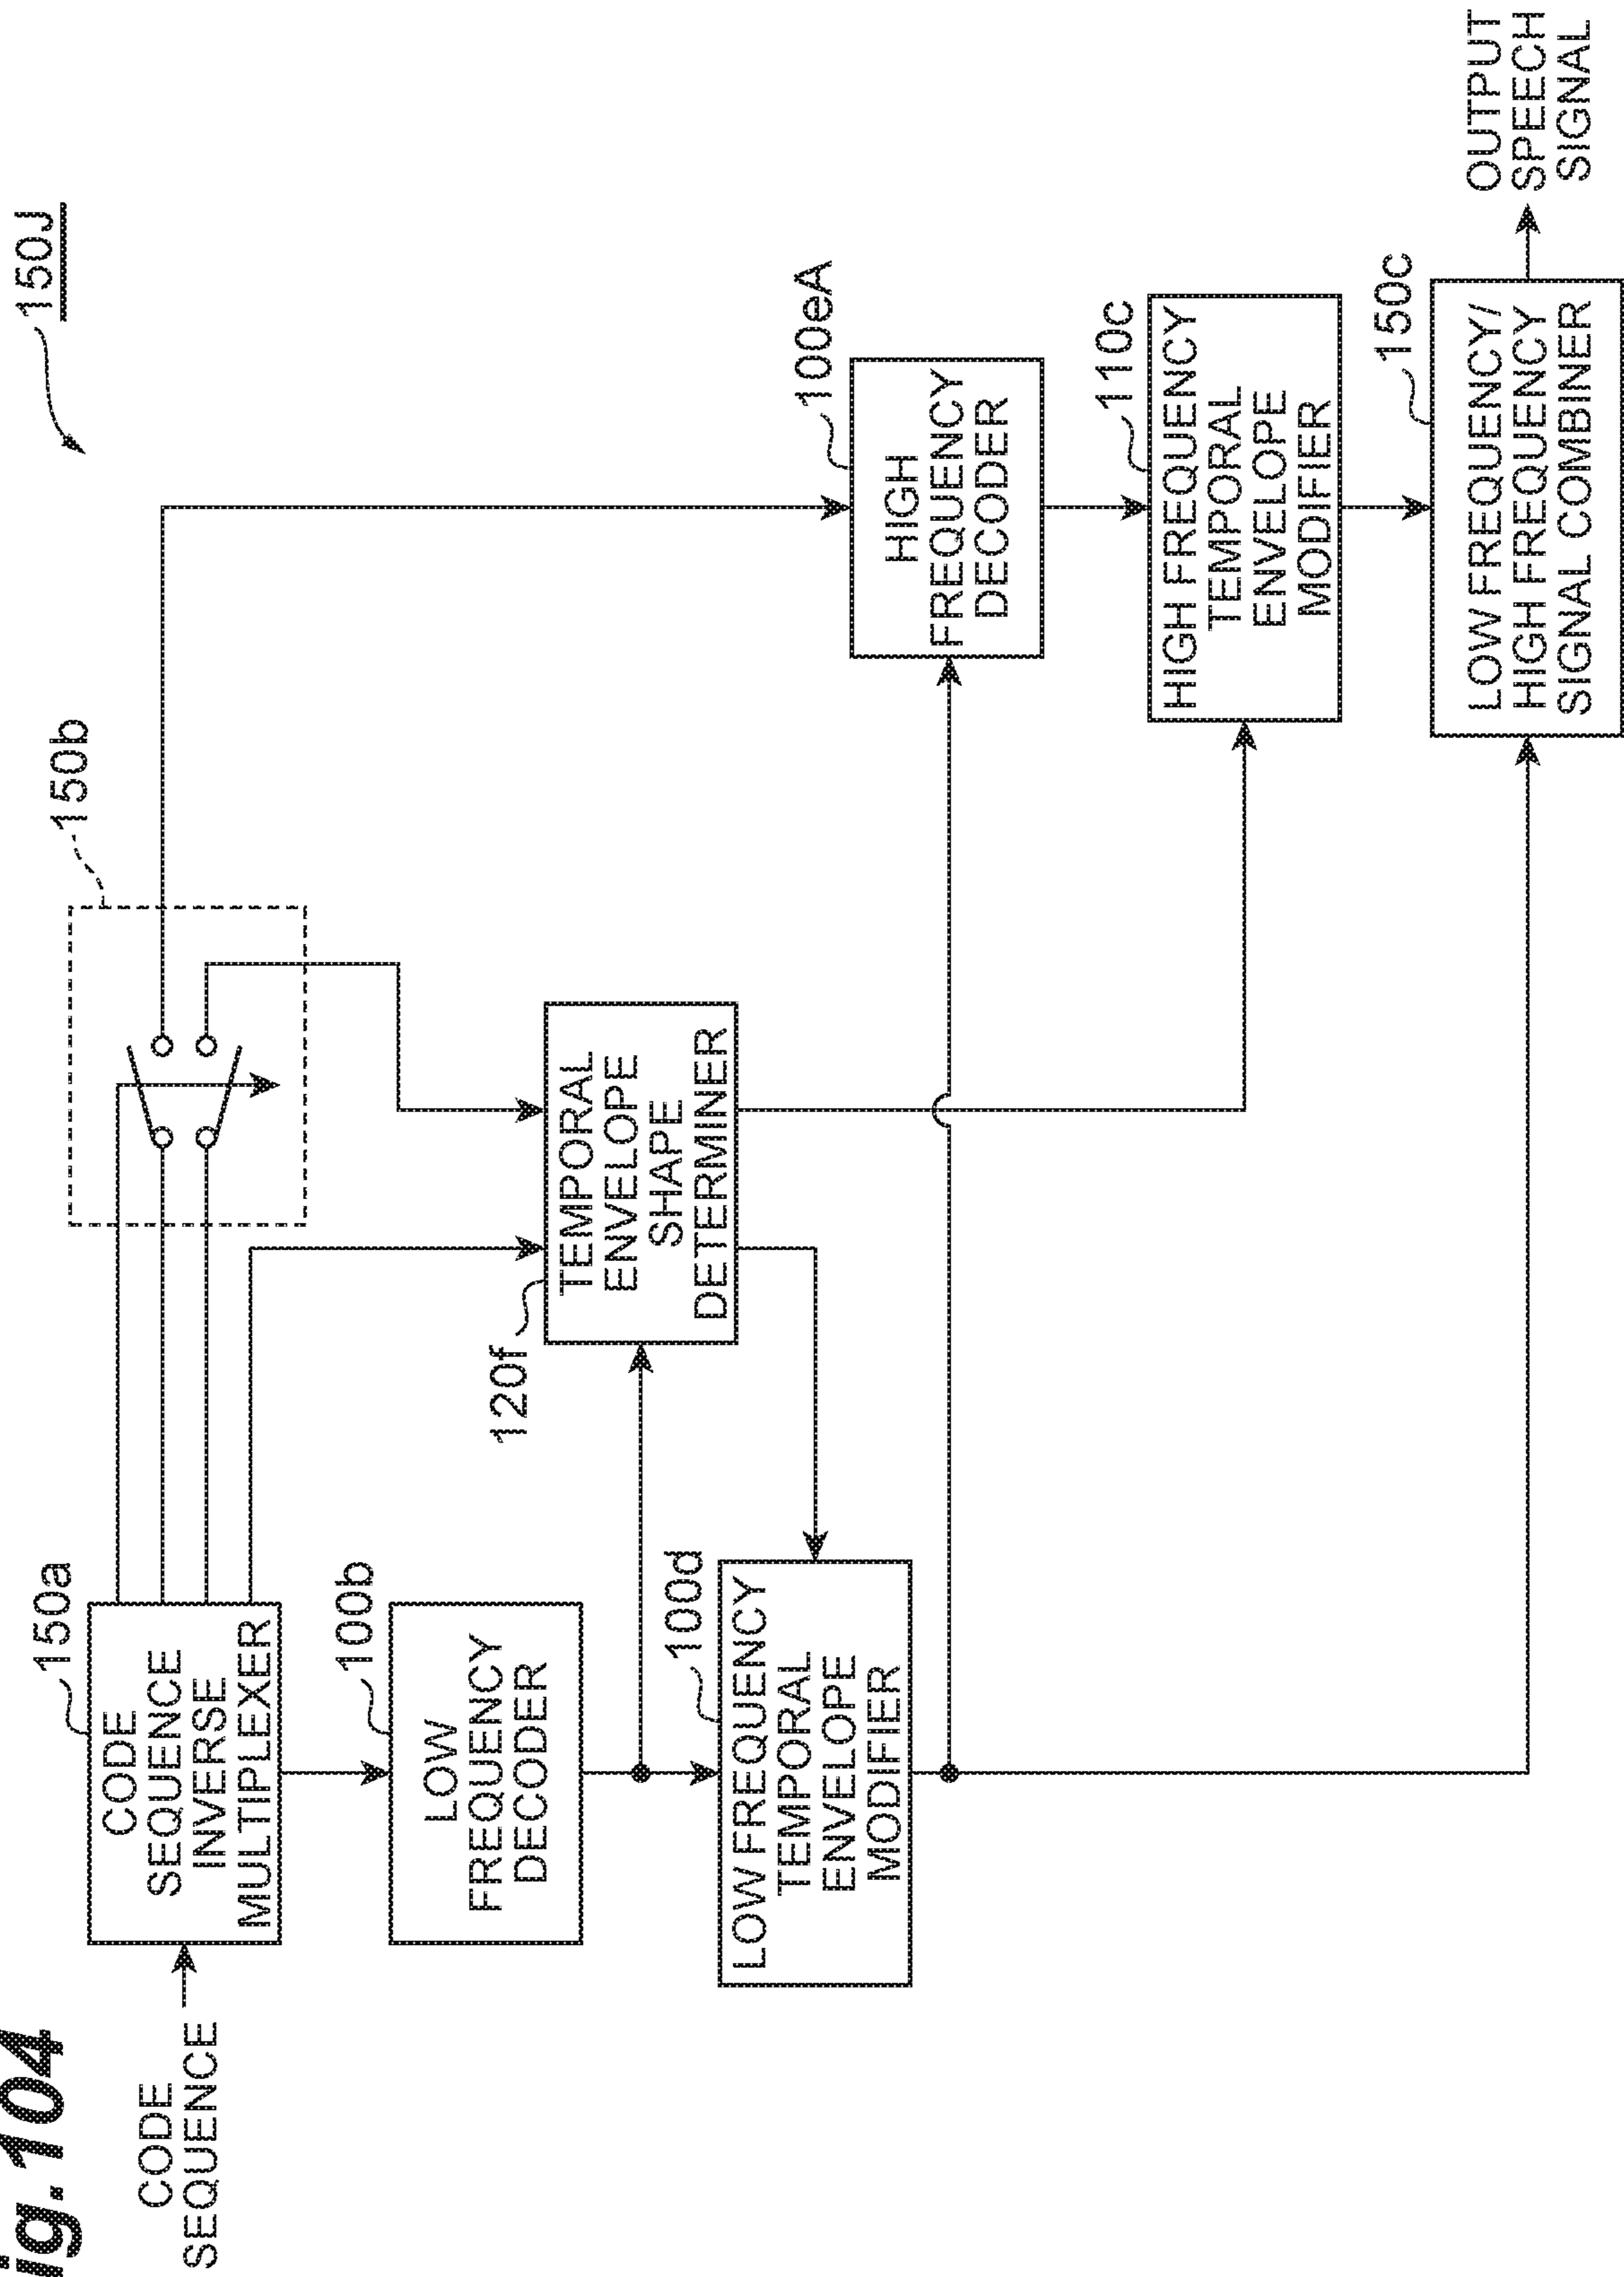 ig. 104
150J
CODE
SEQUENCE
150a
CODE
SEQUENCE
INVERSE
MULTIPLEXER
150b
100b
LOW
FREQUENCY
DECODER
120f
TEMPORAL
ENVELOPE
SHAPE
DETERMINER
100d
LOW FREQUENCY
TEMPORAL
ENVELOPE
MODIFIER
100eA
HIGH
FREQUENCY
DECODER
110c
HIGH FREQUENCY
TEMPORAL
ENVELOPE
MODIFIER
150c
LOW FREQUENCY/
HIGH FREQUENCY
SIGNAL COMBINER
OUTPUT
SPEECH
SIGNAL